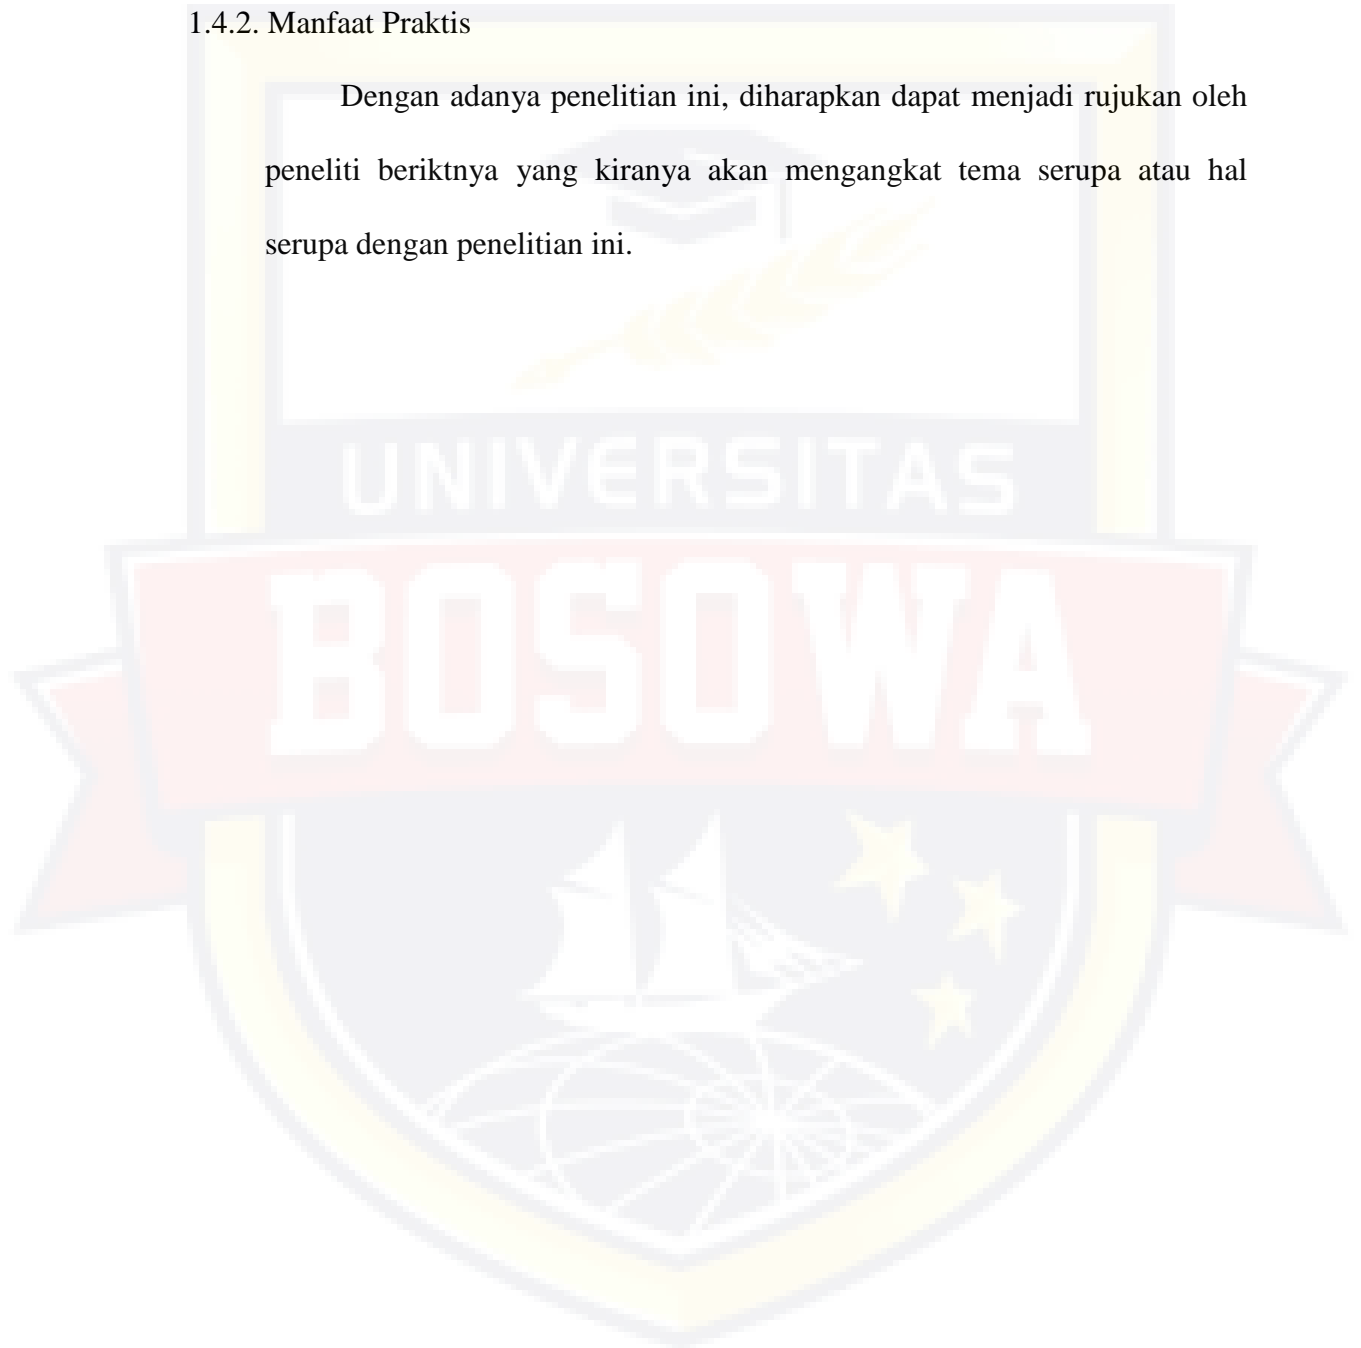 1.4.2. Manfaat Praktis
Dengan adanya penelitian ini, diharapkan dapat menjadi rujukan oleh
peneliti beriktnya yang kiranya akan mengangkat tema serupa atau hal
serupa dengan penelitian ini.
UNIVERSITAS
BOSOWA